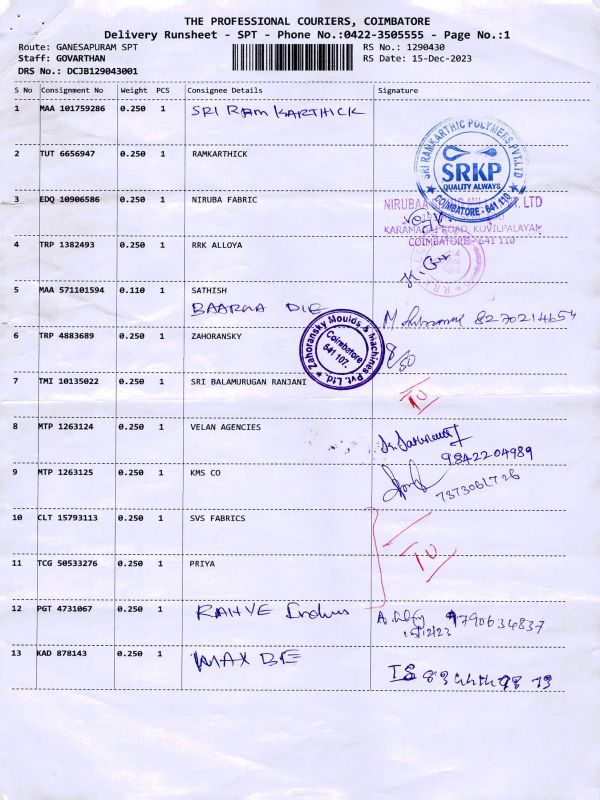 THE PROFESSIONAL COURIERS, COIMBATORE
Delivery Runsheet - SPT - Phone No.:0422-3505555 - Page No.:1
Route: GANESAPURAM SPT RS No.: 1290430
Staff: GOVARTHAN RS Date: 15-Dec-2023
DRS No.: DCJB129043001
S No Consignment No Weight PCS Consignee Details Signature
1 MAA 101759286 0.250 1 SRI RAM KARTHICK
SRI RAMKARTHIC POLYMERS PVT.LTD
SRKP
QUALITY ALWAYS
COIMBATORE - 641 110
2 TUT 6656947 0.250 1 RAMKARTHICK
3 EDQ 10906586 0.250 1 NIRUBA FABRIC
KARAMADAI ROAD, KOVILPALAYAM
COIMBATORE - 641 110
4 TRP 1382493 0.250 1 RRK ALLOYA
5 MAA 571101594 0.110 1 SATHISH
BAARGA DIE
8270214654
6 TRP 4883689 0.250 1 ZAHORANSKY
Zahoransky Moulds & Machines Pvt. Ltd.
Coimbatore
641 107.
7 TMI 10135022 0.250 1 SRI BALAMURUGAN RANJANI
8 MTP 1263124 0.250 1 VELAN AGENCIES
9842204989
9 MTP 1263125 0.250 1 KMS CO
7373061726
10 CLT 15793113 0.250 1 SVS FABRICS
11 TCG 50533276 0.250 1 PRIYA
12 PGT 4731067 0.250 1
9790634837
15/12/23
13 KAD 878143 0.250 1 MAX BE